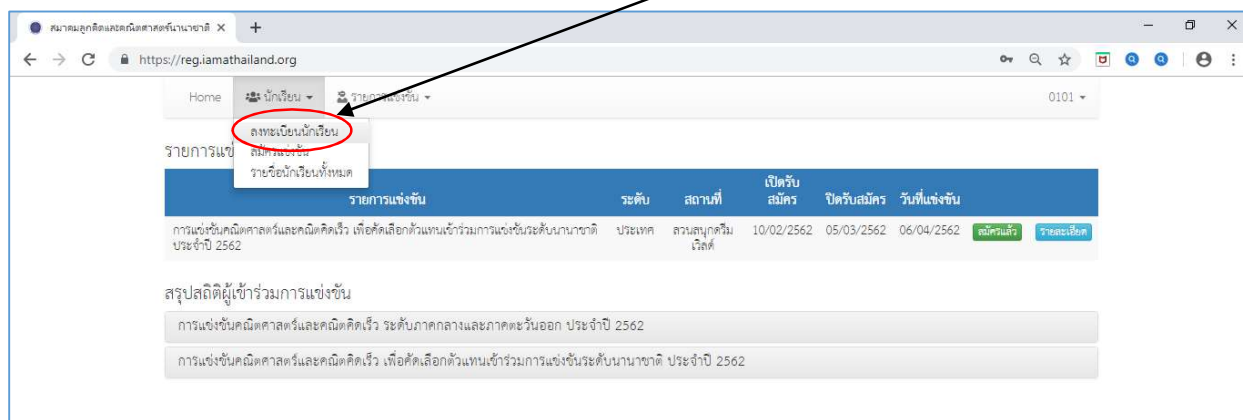 สมาคมลูกคิดและคณิตศาสตร์นานาชาติ
https://reg.iamathailand.org
Home นักเรียน รายการแข่งขัน 0101
ลงทะเบียนนักเรียน
สมัครแข่งขัน
รายชื่อนักเรียนทั้งหมด
รายการแข่
รายการแข่งขัน ระดับ สถานที่ เปิดรับสมัคร ปิดรับสมัคร วันที่แข่งขัน
การแข่งขันคณิตศาสตร์และคณิตคิดเร็ว เพื่อคัดเลือกตัวแทนเข้าร่วมการแข่งขันระดับนานาชาติ ประเทศ สวนสนุกดรีม 10/02/2562 05/03/2562 06/04/2562 สมัครแล้ว รายละเอียด
ประจำปี 2562 เวิลด์
สรุปสถิติผู้เข้าร่วมการแข่งขัน
การแข่งขันคณิตศาสตร์และคณิตคิดเร็ว ระดับภาคกลางและภาคตะวันออก ประจำปี 2562
การแข่งขันคณิตศาสตร์และคณิตคิดเร็ว เพื่อคัดเลือกตัวแทนเข้าร่วมการแข่งขันระดับนานาชาติ ประจำปี 2562